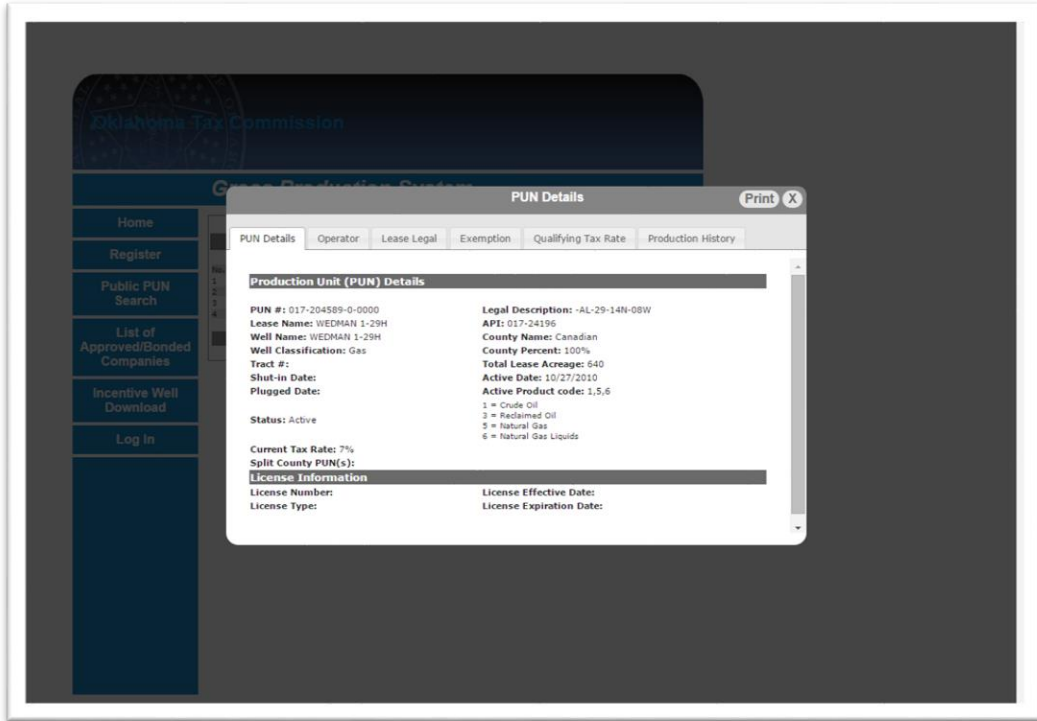 Oklahoma Tax Commission
Gross Production System
PUN Details
Print X
Home
Register
Public PUN
Search
List of
Approved/Bonded
Companies
Incentive Well
Download
Log In
No.
1
2
3
4
PUN Details Operator Lease Legal Exemption Qualifying Tax Rate Production History
Production Unit (PUN) Details
PUN #: 017-204589-0-0000 Legal Description: -AL-29-14N-08W
Lease Name: WEDMAN 1-29H API: 017-24196
Well Name: WEDMAN 1-29H County Name: Canadian
Well Classification: Gas County Percent: 100%
Tract #: Total Lease Acreage: 640
Shut-in Date: Active Date: 10/27/2010
Plugged Date: Active Product code: 1,5,6
1 = Crude Oil
3 = Reclaimed Oil
Status: Active
5 = Natural Gas
6 = Natural Gas Liquids
Current Tax Rate: 7%
Split County PUN(s):
License Information
License Number: License Effective Date:
License Type: License Expiration Date: